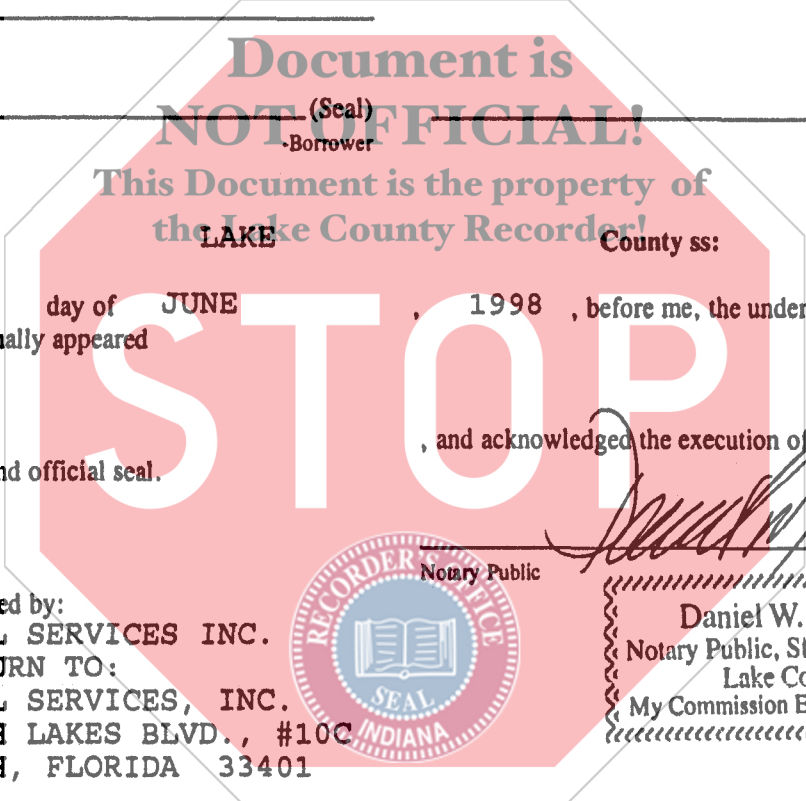 Document is
NOT OFFICIAL!
(Seal)
-Borrower
This Document is the property of
the Lake County Recorder!
LAKE County ss:
day of JUNE , 1998 , before me, the under
ally appeared
STOP
, and acknowledged the execution of
nd official seal.
Notary Public
RECORDER'S OFFICE
SEAL
INDIANA
Daniel W.
Notary Public, St
Lake Co
My Commission E
ed by:
SERVICES INC.
URN TO:
SERVICES, INC.
LAKES BLVD., #10C
, FLORIDA 33401